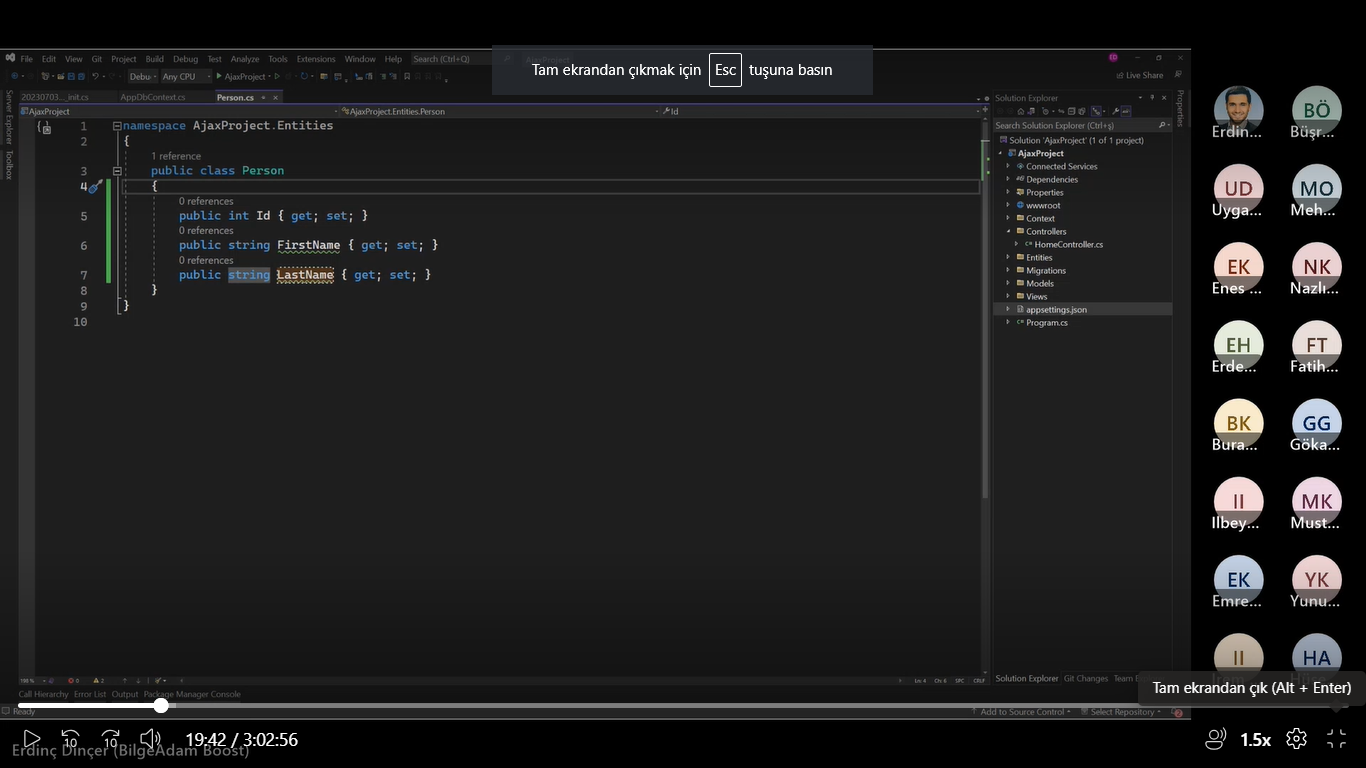 Tam ekrandan çıkmak için Esc tuşuna basın
File Edit View Git Project Build Debug Test Analyze Tools Extensions Window Help Search (Ctrl+Q)
Any CPU AjaxProject Live Share
20230703..._init.cs AppDbContext.cs Person.cs
AjaxProject AjaxProject.Entities.Person Id
Server Explorer
Toolbox
1 namespace AjaxProject.Entities
2 {
1 reference
3 public class Person
4 {
0 references
5 public int Id { get; set; }
0 references
6 public string FirstName { get; set; }
0 references
7 public string LastName { get; set; }
8 }
9 }
10
Solution Explorer
Search Solution Explorer (Ctrl+ş)
Solution 'AjaxProject' (1 of 1 project)
AjaxProject
Connected Services
Dependencies
Properties
wwwroot
Context
Controllers
HomeController.cs
Entities
Migrations
Models
Views
appsettings.json
Program.cs
Properties
Erdin...
BÖ
Büşr...
UD
Uyga...
MO
Meh...
EK
Enes ...
NK
Nazlı...
EH
Erde...
FT
Fatih...
BK
Bura...
GG
Göka...
II
Ilbey...
MK
Must...
EK
Emre...
YK
Yunu...
II
HA
198 % 0 2 Ln: 4 Ch: 6 SPC CRLF
Solution Explorer Git Changes Team
Call Hierarchy Error List Output Package Manager Console
Tam ekrandan çık (Alt + Enter)
Ready Add to Source Control Select Repository 2
10 10 19:42 / 3:02:56 1.5x
Erdinç Dinçer (BilgeAdam Boost)